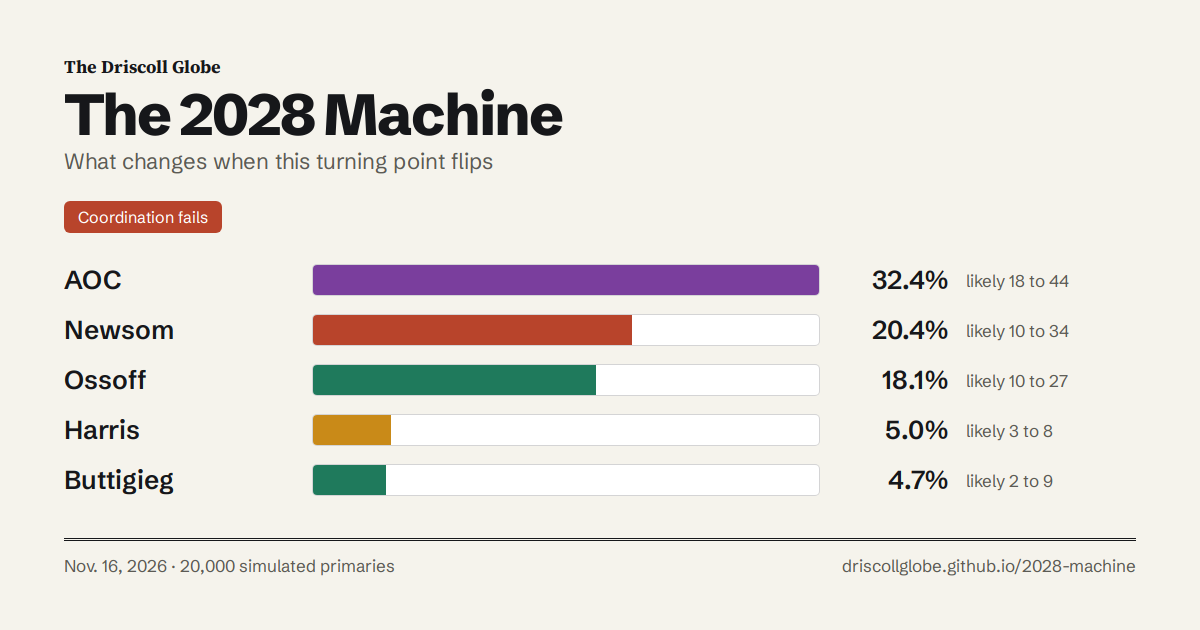 The Driscoll Globe
The 2028 Machine
What changes when this turning point flips
Coordination fails
AOC 32.4% likely 18 to 44
Newsom 20.4% likely 10 to 34
Ossoff 18.1% likely 10 to 27
Harris 5.0% likely 3 to 8
Buttigieg 4.7% likely 2 to 9
Nov. 16, 2026 · 20,000 simulated primaries driscollglobe.github.io/2028-machine